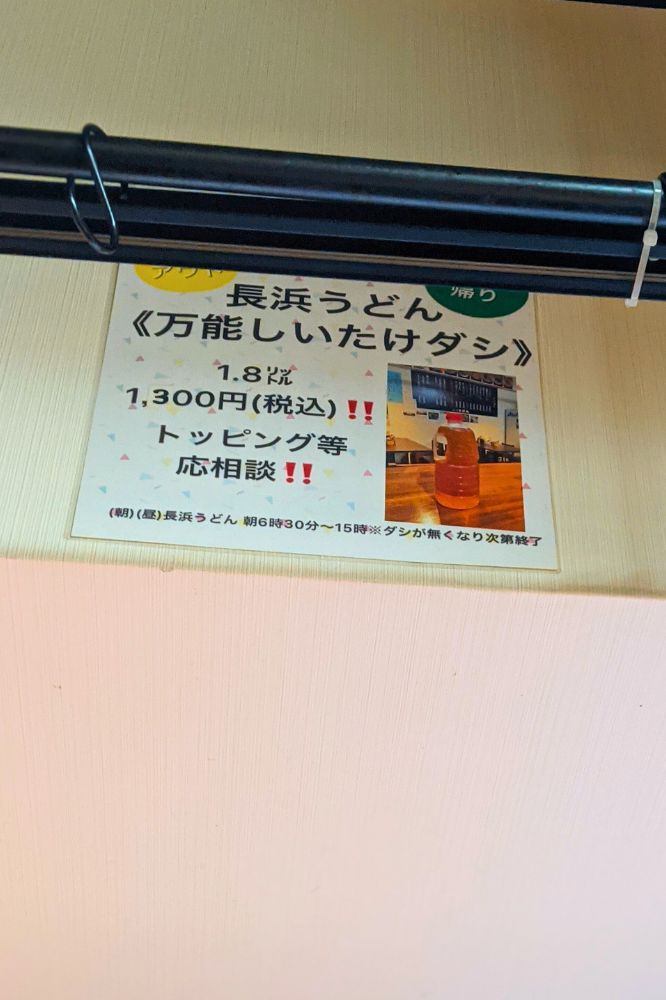 帰り
長浜うどん
《万能しいたけダシ》
1.8㍑
1,300円(税込)‼
トッピング等
応相談‼
(朝)(昼)長浜うどん 朝6時30分〜15時※ダシが無くなり次第終了